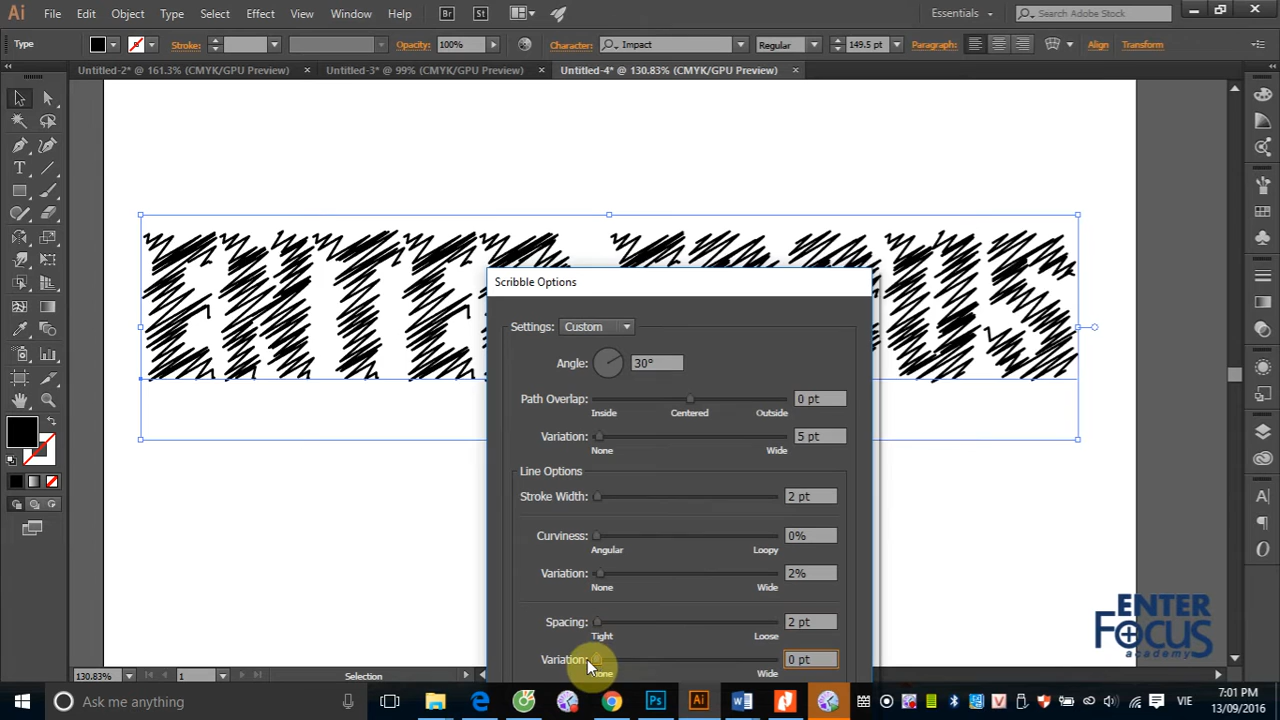 Ai File Edit Object Type Select Effect View Window Help Br St Essentials Search Adobe Stock
Type Stroke: Opacity: 100% Character: Impact Regular 149.5 pt Paragraph: Align Transform
Untitled-2* @ 161.3% (CMYK/GPU Preview) × Untitled-3* @ 99% (CMYK/GPU Preview) × Untitled-4* @ 130.83% (CMYK/GPU Preview) ×
ENTER FOCUS
Scribble Options
Settings: Custom
Angle: 30°
Path Overlap: 0 pt
Inside Centered Outside
Variation: 5 pt
None Wide
Line Options
Stroke Width: 2 pt
Curviness: 0%
Angular Loopy
Variation: 2%
None Wide
Spacing: 2 pt
Tight Loose
Variation: 0 pt
None Wide
ENTER
FOCUS
130.83% 1 Selection
Ask me anything
VIE
7:01 PM
13/09/2016